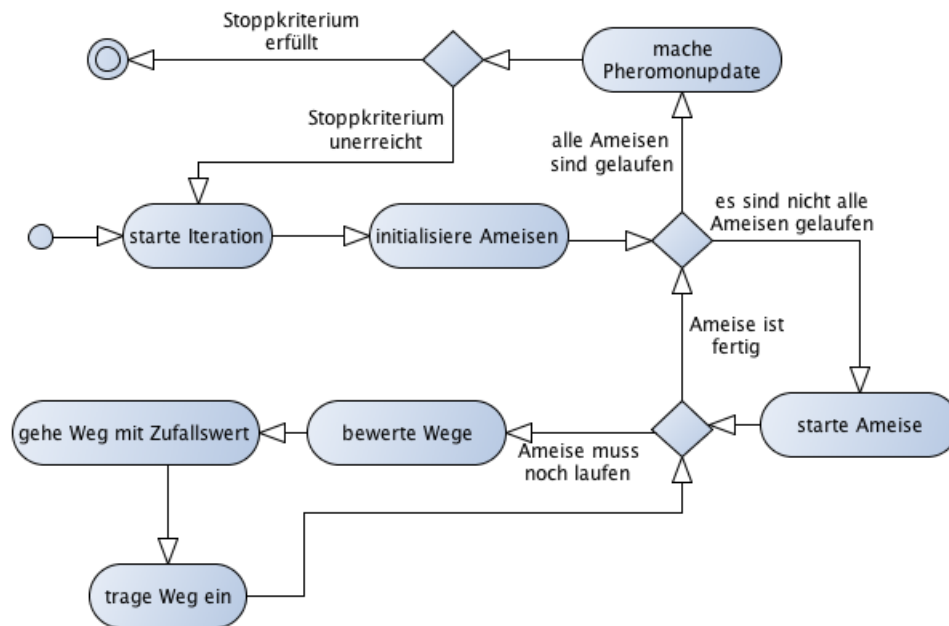 Stoppkriterium
erfüllt
mache
Pheromonupdate
Stoppkriterium
unerreicht
alle Ameisen
sind gelaufen
es sind nicht alle
Ameisen gelaufen
starte Iteration
initialisiere Ameisen
Ameise ist
fertig
gehe Weg mit Zufallswert
bewerte Wege
Ameise muss
noch laufen
starte Ameise
trage Weg ein